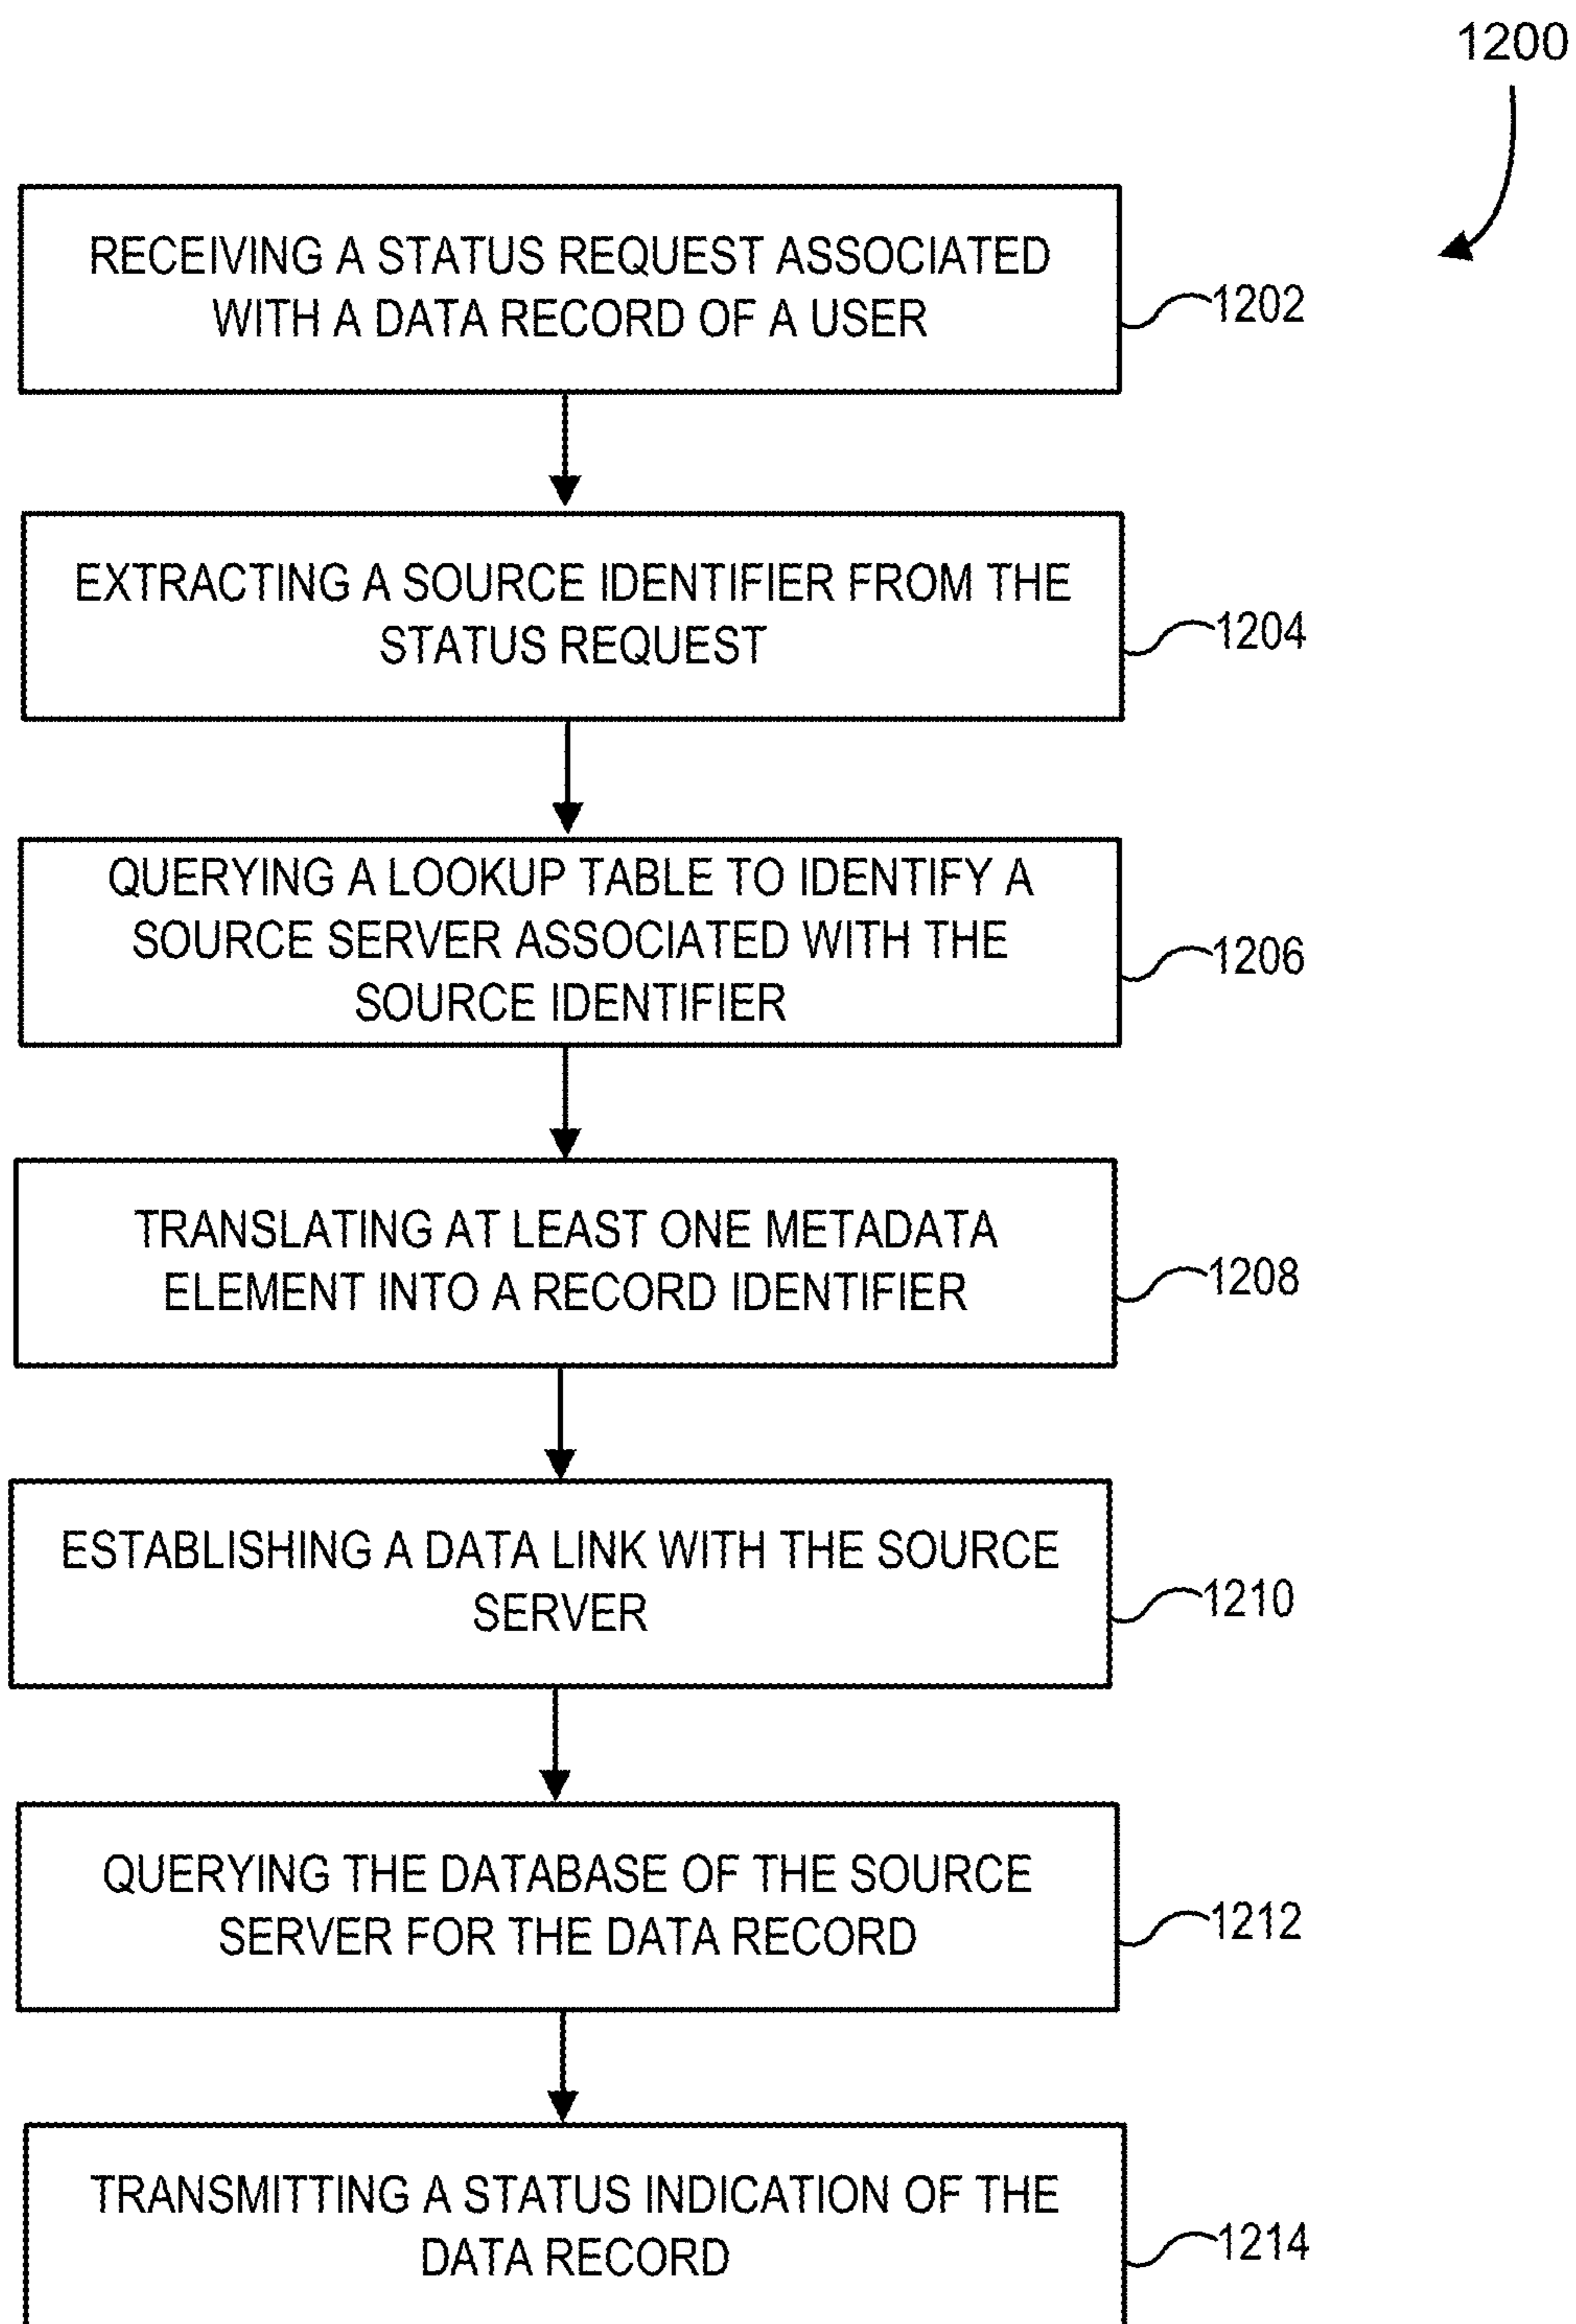 1200
RECEIVING A STATUS REQUEST ASSOCIATED
WITH A DATA RECORD OF A USER
1202
EXTRACTING A SOURCE IDENTIFIER FROM THE
STATUS REQUEST
1204
QUERYING A LOOKUP TABLE TO IDENTIFY A
SOURCE SERVER ASSOCIATED WITH THE
SOURCE IDENTIFIER
1206
TRANSLATING AT LEAST ONE METADATA
ELEMENT INTO A RECORD IDENTIFIER
1208
ESTABLISHING A DATA LINK WITH THE SOURCE
SERVER
1210
QUERYING THE DATABASE OF THE SOURCE
SERVER FOR THE DATA RECORD
1212
TRANSMITTING A STATUS INDICATION OF THE
DATA RECORD
1214